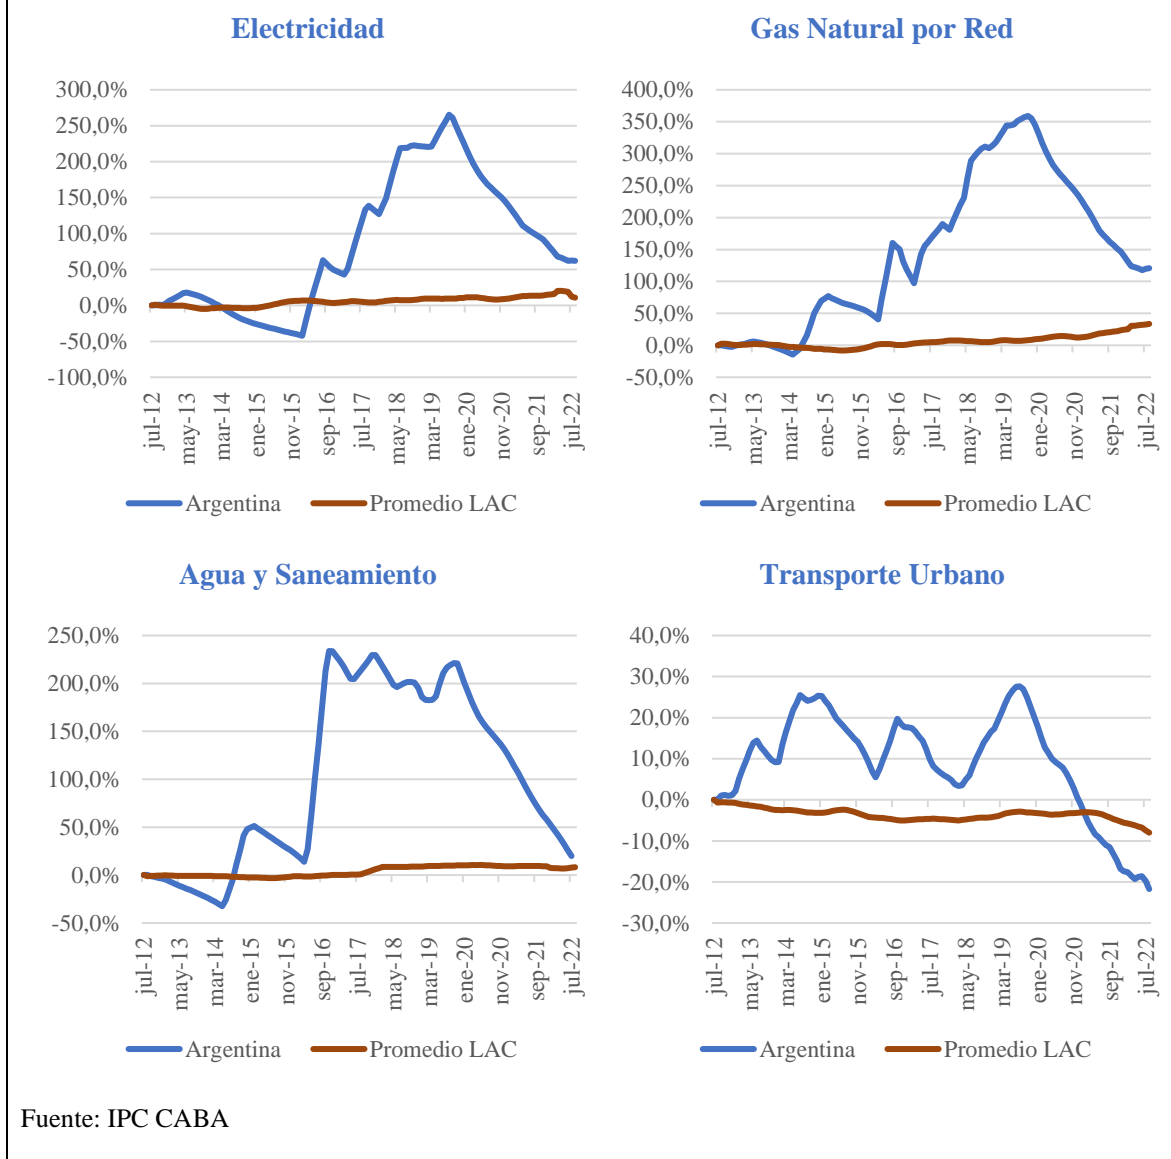 Electricidad
300,0%
250,0%
200,0%
150,0%
100,0%
50,0%
0,0%
-50,0%
-100,0%
jul-12
may-13
mar-14
ene-15
nov-15
sep-16
jul-17
may-18
mar-19
ene-20
nov-20
sep-21
jul-22
Argentina Promedio LAC
Gas Natural por Red
400,0%
350,0%
300,0%
250,0%
200,0%
150,0%
100,0%
50,0%
0,0%
-50,0%
jul-12
may-13
mar-14
ene-15
nov-15
sep-16
jul-17
may-18
mar-19
ene-20
nov-20
sep-21
jul-22
Argentina Promedio LAC
Agua y Saneamiento
250,0%
200,0%
150,0%
100,0%
50,0%
0,0%
-50,0%
jul-12
may-13
mar-14
ene-15
nov-15
sep-16
jul-17
may-18
mar-19
ene-20
nov-20
sep-21
jul-22
Argentina Promedio LAC
Transporte Urbano
40,0%
30,0%
20,0%
10,0%
0,0%
-10,0%
-20,0%
-30,0%
jul-12
may-13
mar-14
ene-15
nov-15
sep-16
jul-17
may-18
mar-19
ene-20
nov-20
sep-21
jul-22
Argentina Promedio LAC
Fuente: IPC CABA